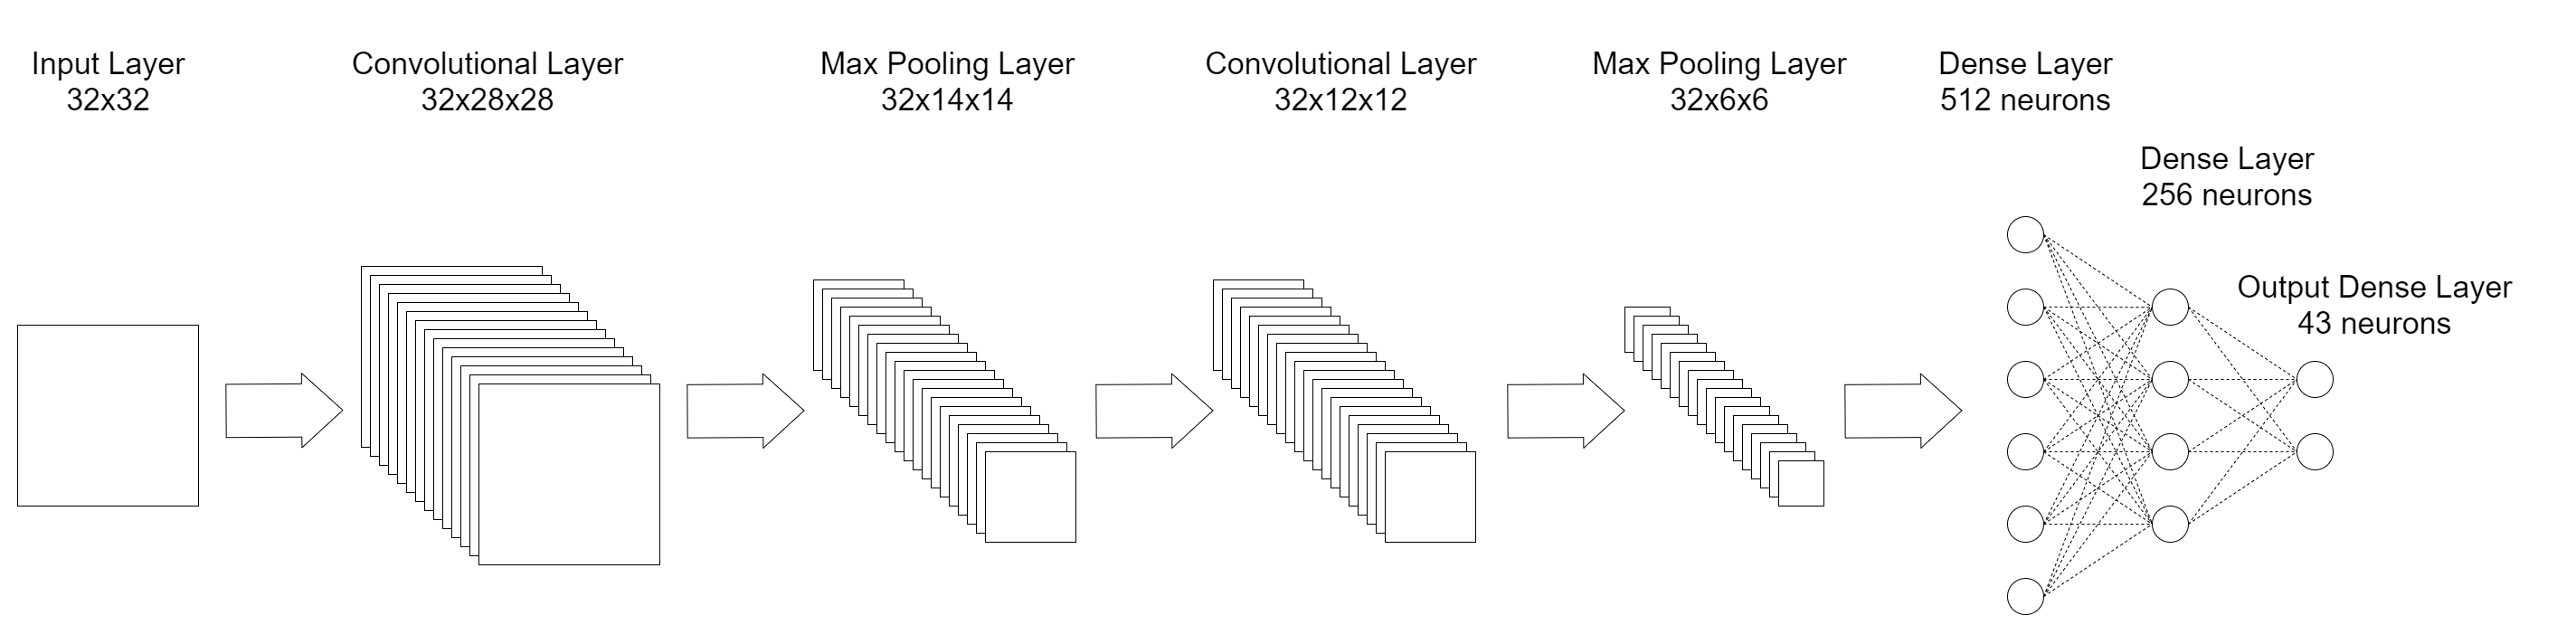 Input Layer
32x32
Convolutional Layer
32x28x28
Max Pooling Layer
32x14x14
Convolutional Layer
32x12x12
Max Pooling Layer
32x6x6
Dense Layer
512 neurons
Dense Layer
256 neurons
Output Dense Layer
43 neurons